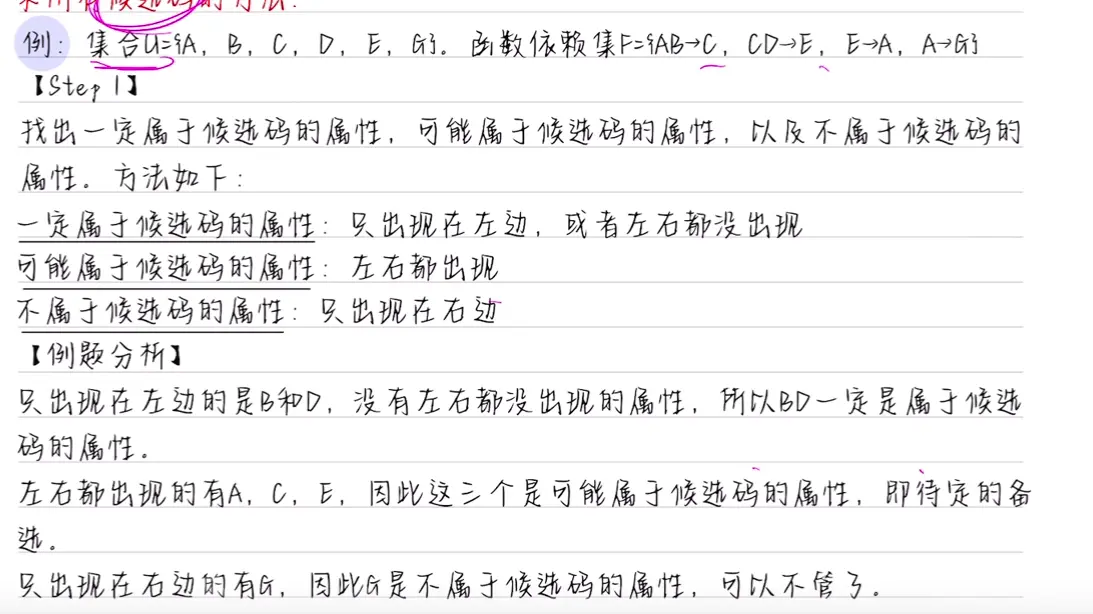 求所有候选码的方法:
例: 集合U={A, B, C, D, E, G}. 函数依赖集F={AB→C, CD→E, E→A, A→G}
【Step 1】
找出一定属于候选码的属性, 可能属于候选码的属性, 以及不属于候选码的
属性。方法如下:
一定属于候选码的属性: 只出现在左边, 或者左右都没出现
可能属于候选码的属性: 左右都出现
不属于候选码的属性: 只出现在右边
【例题分析】
只出现在左边的是B和D, 没有左右都没出现的属性, 所以BD一定是属于候选
码的属性。
左右都出现的有A, C, E, 因此这三个是可能属于候选码的属性, 即待定的备
选。
只出现在右边的有G, 因此G是不属于候选码的属性, 可以不管了。